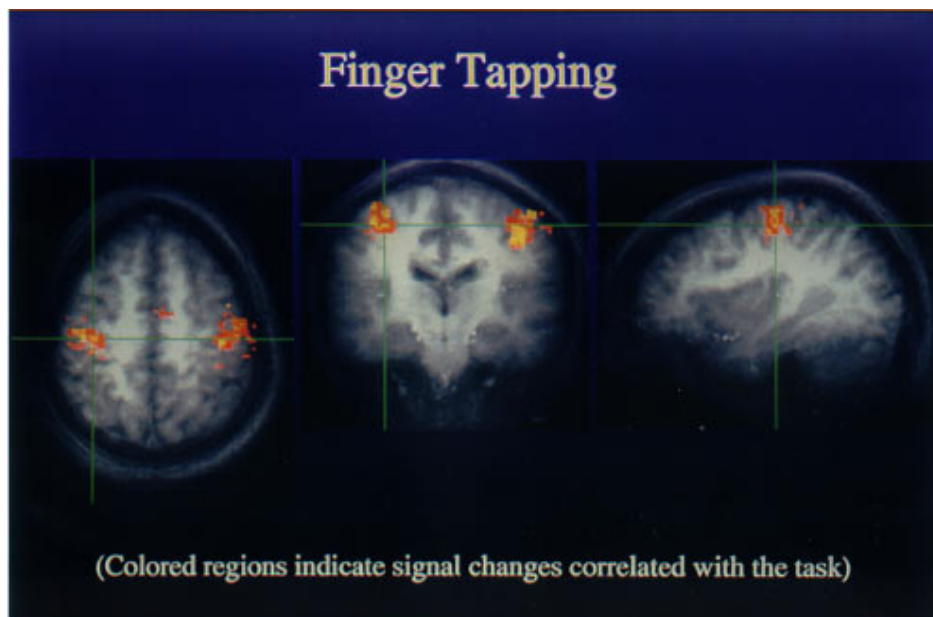 Finger Tapping
(Colored regions indicate signal changes correlated with the task)